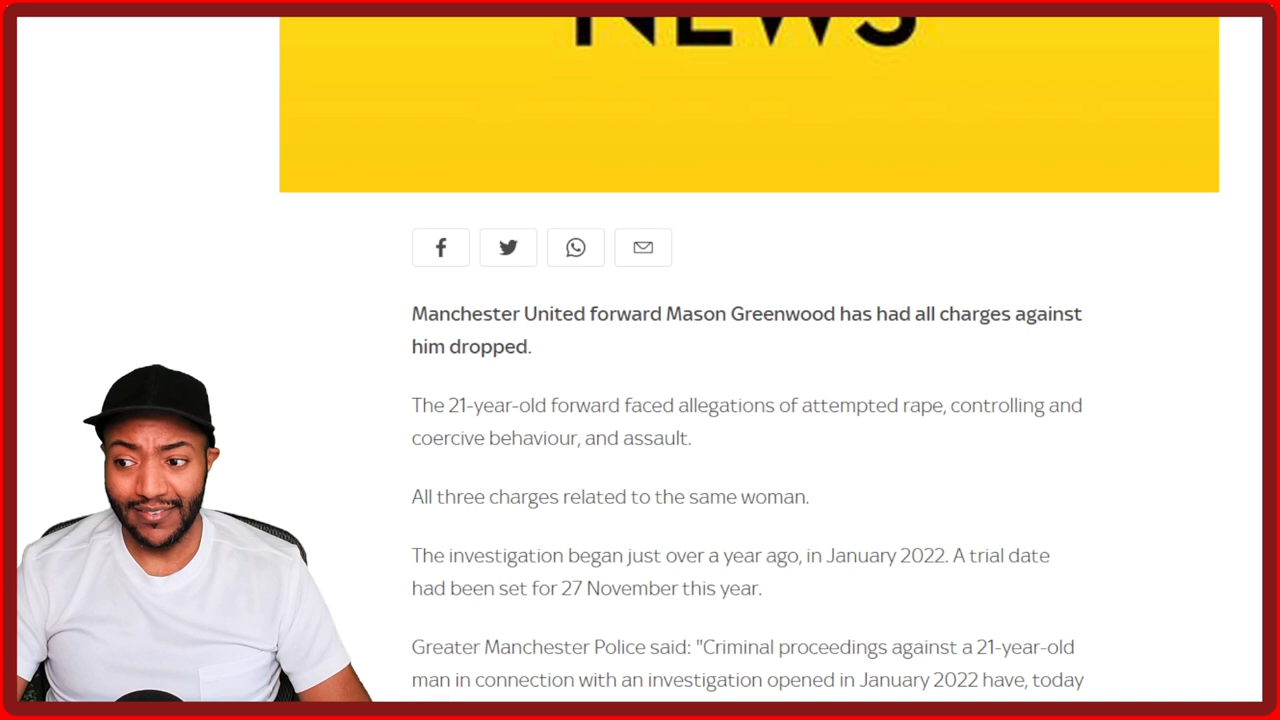 NEWS
Manchester United forward Mason Greenwood has had all charges against
him dropped.
The 21-year-old forward faced allegations of attempted rape, controlling and
coercive behaviour, and assault.
All three charges related to the same woman.
The investigation began just over a year ago, in January 2022. A trial date
had been set for 27 November this year.
Greater Manchester Police said: "Criminal proceedings against a 21-year-old
man in connection with an investigation opened in January 2022 have, today